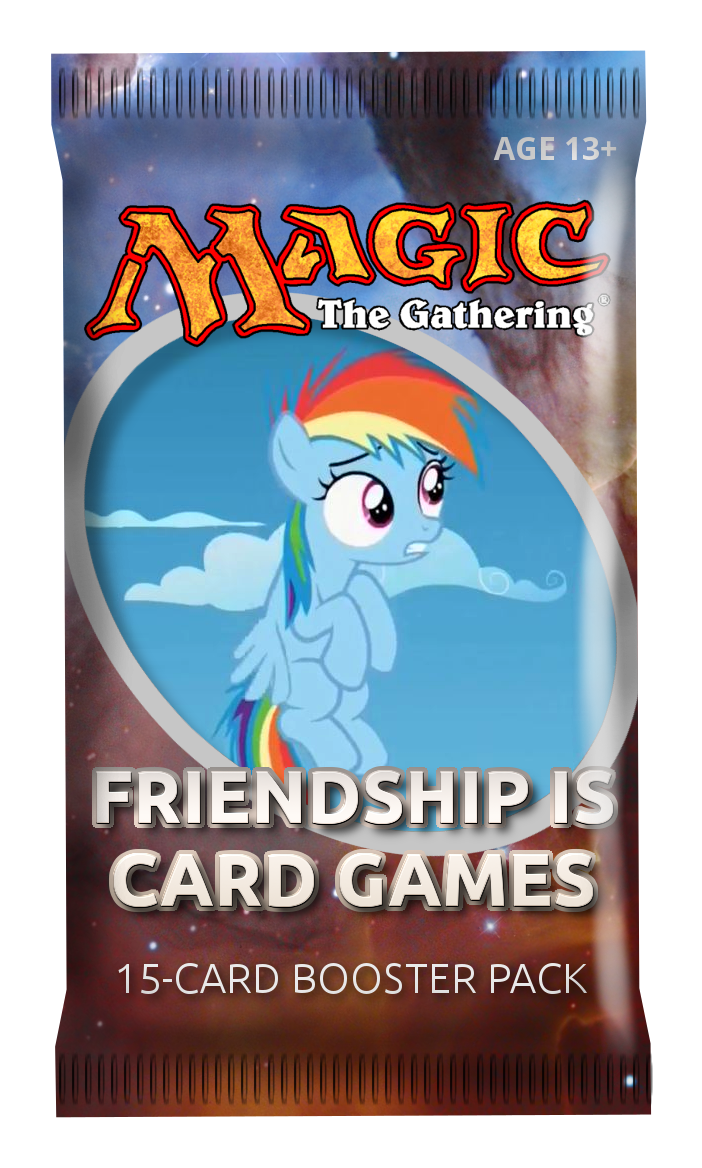 AGE 13+
MAGIC
The Gathering®
FRIENDSHIP IS
CARD GAMES
15-CARD BOOSTER PACK